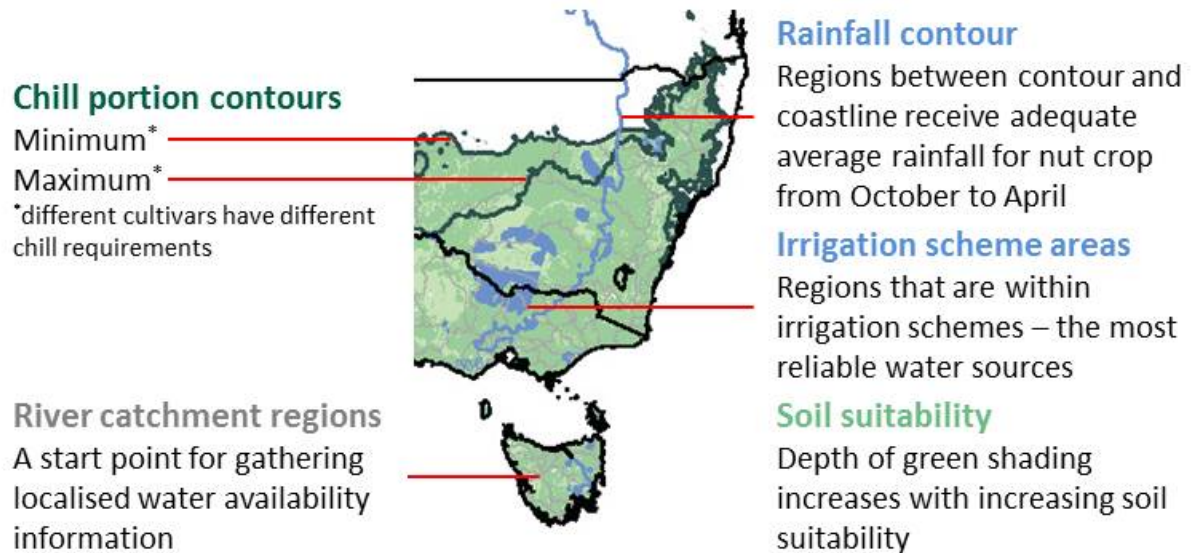 Chill portion contours
Minimum*
Maximum*
*different cultivars have different
chill requirements
River catchment regions
A start point for gathering
localised water availability
information
Rainfall contour
Regions between contour and
coastline receive adequate
average rainfall for nut crop
from October to April
Irrigation scheme areas
Regions that are within
irrigation schemes – the most
reliable water sources
Soil suitability
Depth of green shading
increases with increasing soil
suitability